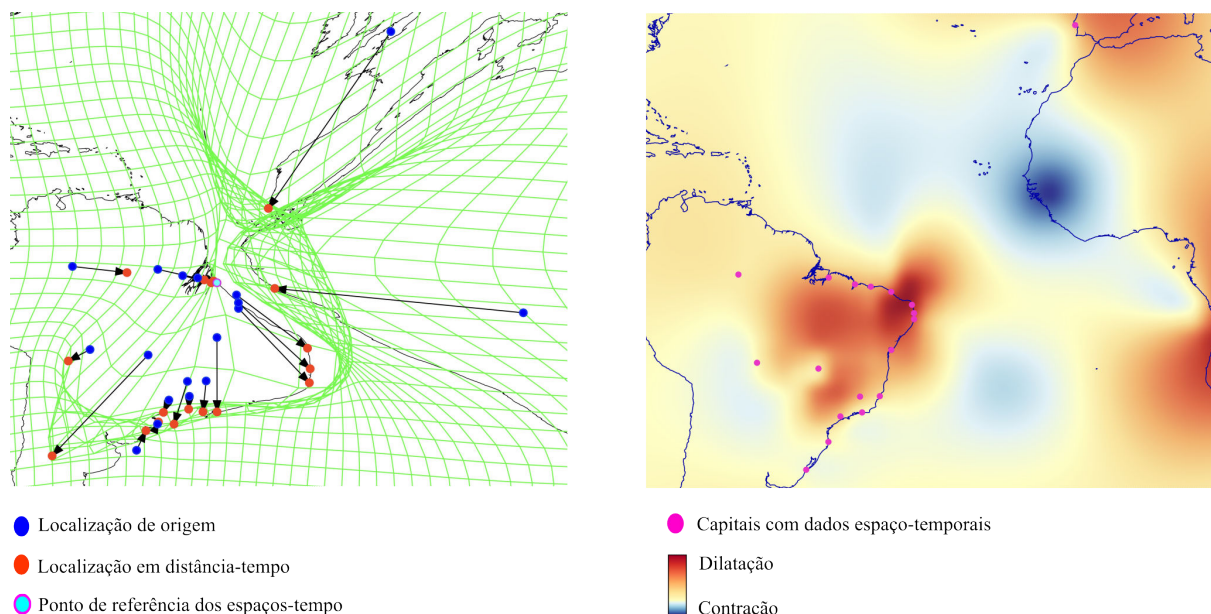 Localização de origem
Localização em distância-tempo
Ponto de referência dos espaços-tempo
Capitais com dados espaço-temporais
Dilatação
Contração